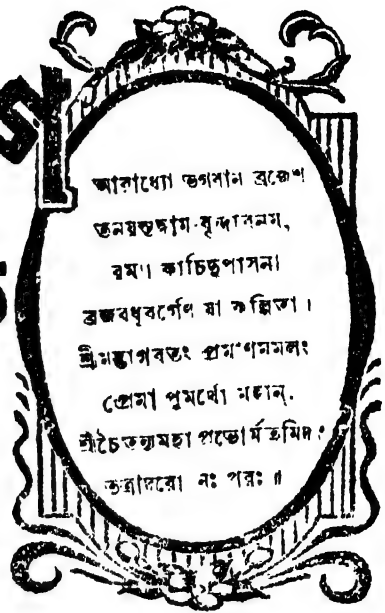 আরাধ্যো ভগবান ব্রজেশ
তনয়স্তদ্ধাম-বৃন্দাবনম,
রম্যা কাচিদুপাসনা
ব্রজবধূবর্গেণ যা কল্পিতা।
শ্রীমদ্ভাগবতং প্রমাণমমলং
প্রেমা পুমর্থো মহান্.
শ্রীচৈতন্যমহা প্রভোর্মতমিদং
তত্রাদরো নঃ পরঃ॥